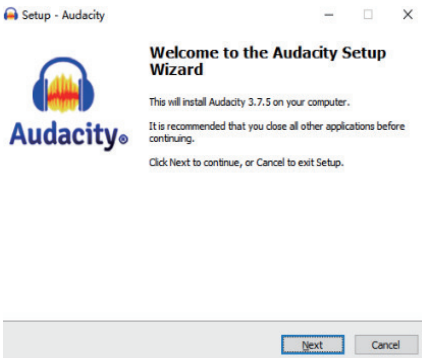 Setup - Audacity
Welcome to the Audacity Setup
Wizard
This will install Audacity 3.7.5 on your computer.
It is recommended that you close all other applications before
continuing.
Click Next to continue, or Cancel to exit Setup.
Audacity®
Next
Cancel